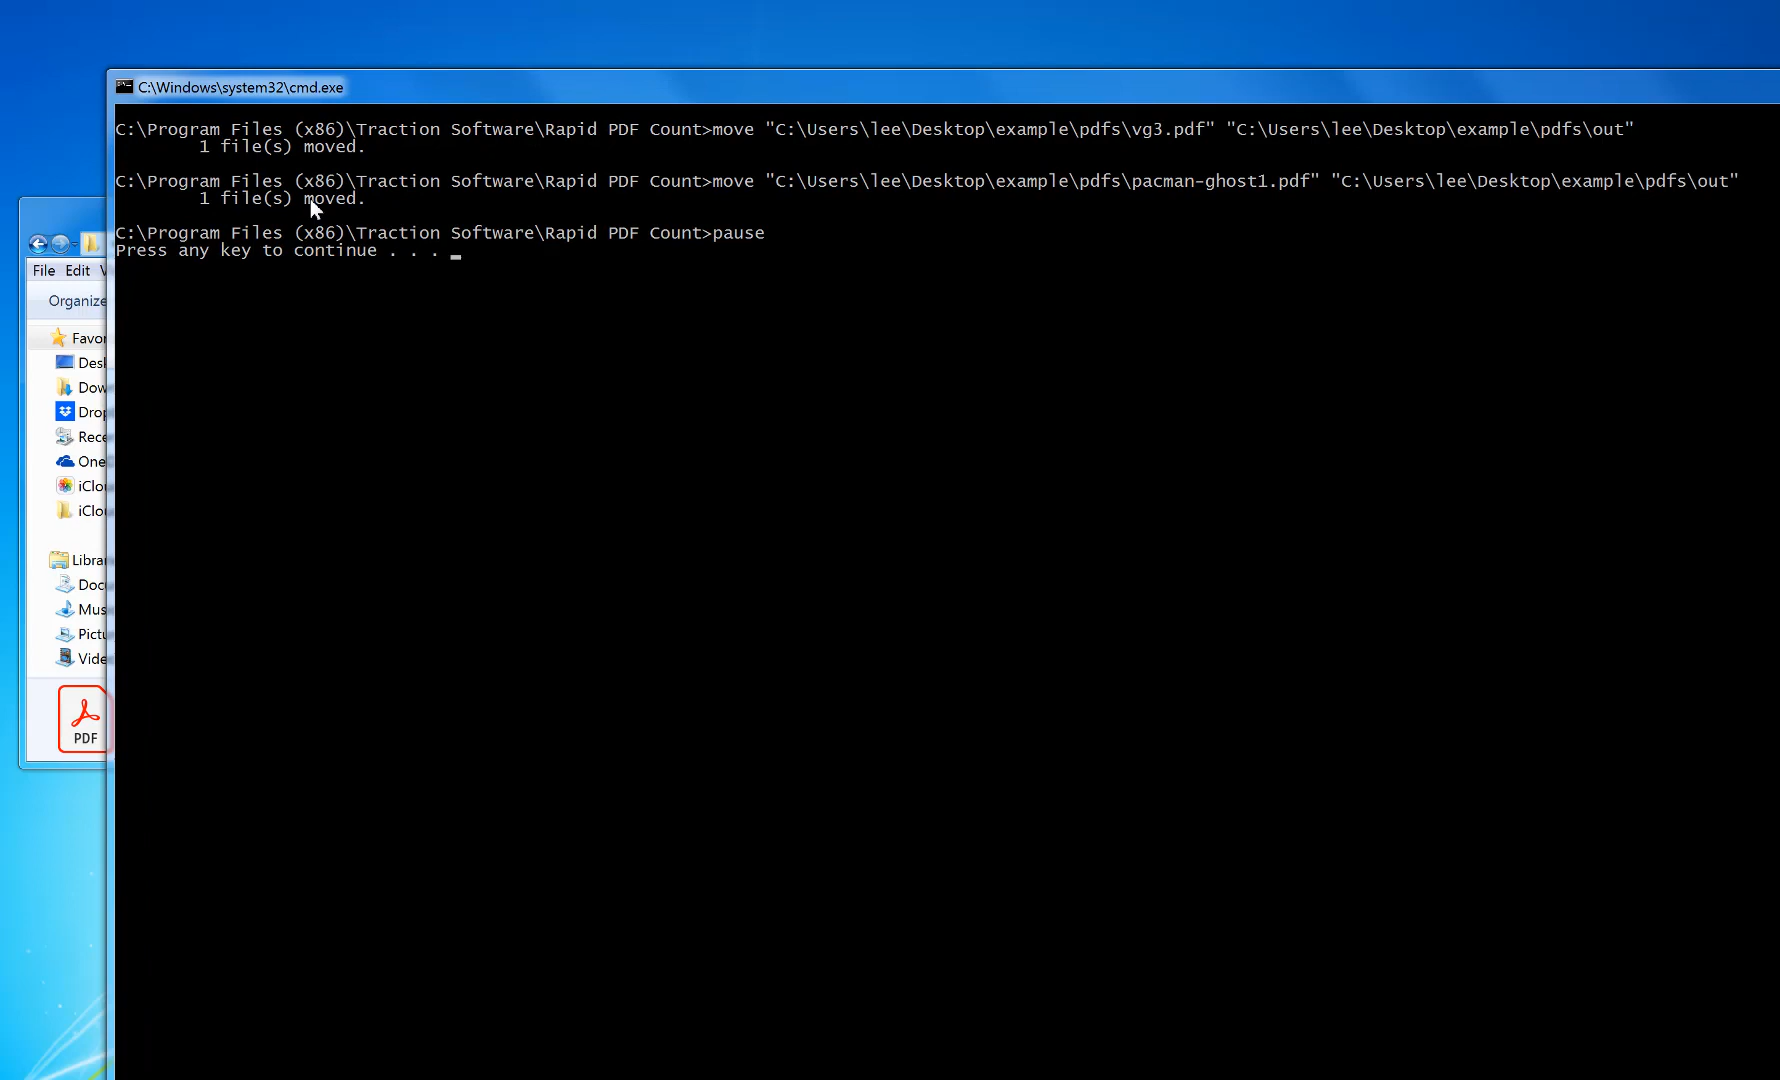 C:\Windows\system32\cmd.exe
C:\Program Files (x86)\Traction Software\Rapid PDF Count>move "C:\Users\lee\Desktop\example\pdfs\vg3.pdf" "C:\Users\lee\Desktop\example\pdfs\out"
1 file(s) moved.
C:\Program Files (x86)\Traction Software\Rapid PDF Count>move "C:\Users\lee\Desktop\example\pdfs\pacman-ghost1.pdf" "C:\Users\lee\Desktop\example\pdfs\out"
1 file(s) moved.
C:\Program Files (x86)\Traction Software\Rapid PDF Count>pause
Press any key to continue . . .
File Edit V
Organize
Favor
Desk
Dow
Drop
Rece
One
iClou
iClou
Librar
Docu
Mus
Pictu
Vide
PDF